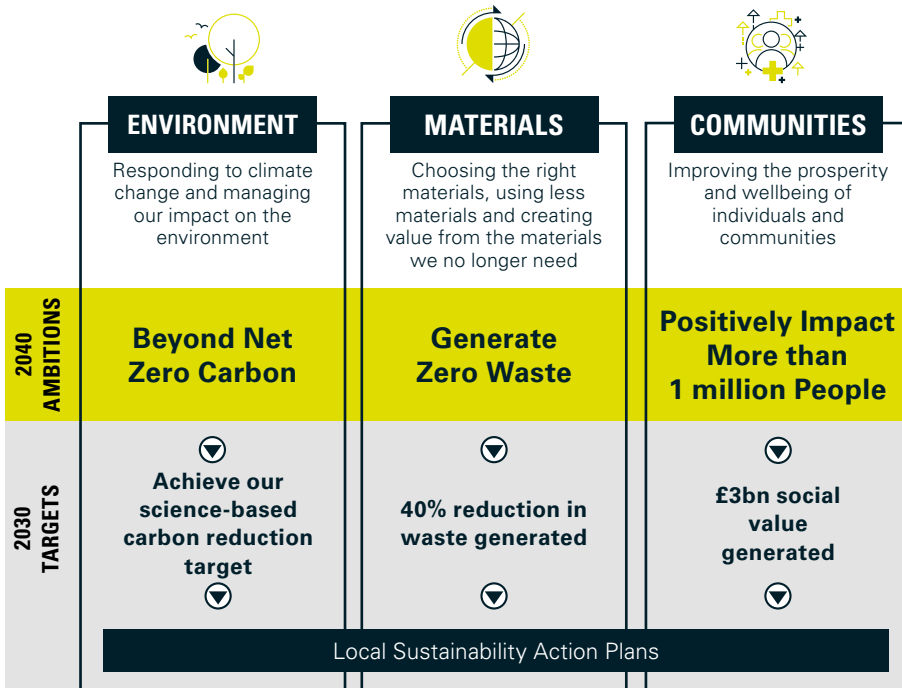 ENVIRONMENT
Responding to climate
change and managing
our impact on the
environment
MATERIALS
Choosing the right
materials, using less
materials and creating
value from the materials
we no longer need
COMMUNITIES
Improving the prosperity
and wellbeing of
individuals and
communities
2040
AMBITIONS
Beyond Net
Zero Carbon
Generate
Zero Waste
Positively Impact
More than
1 million People
2030
TARGETS
Achieve our
science-based
carbon reduction
target
40% reduction in
waste generated
£3bn social
value
generated
Local Sustainability Action Plans